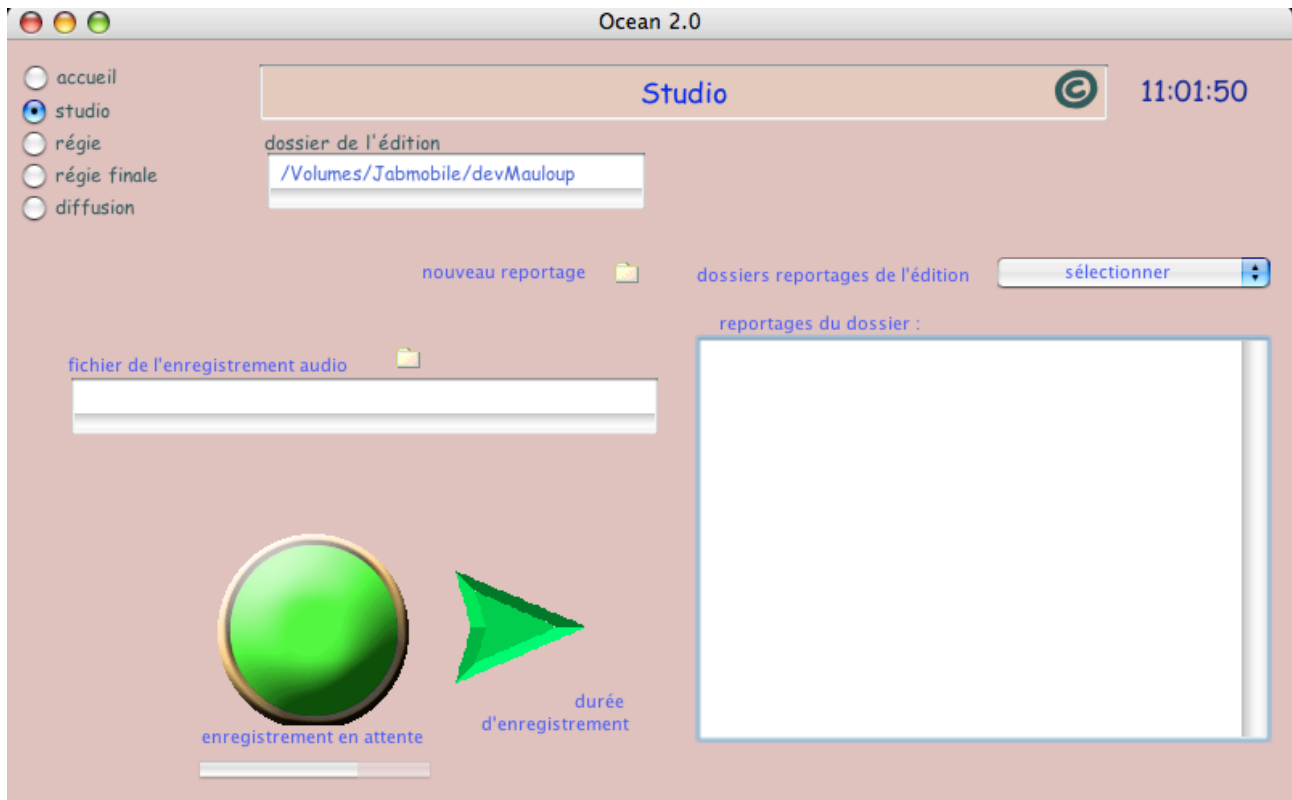 Ocean 2.0
accueil
studio
régie
régie finale
diffusion
Studio
©
11:01:50
dossier de l'édition
/Volumes/Jabmobile/devMauloup
nouveau reportage
dossiers reportages de l'édition
sélectionner
reportages du dossier :
fichier de l'enregistrement audio
enregistrement en attente
durée
d'enregistrement